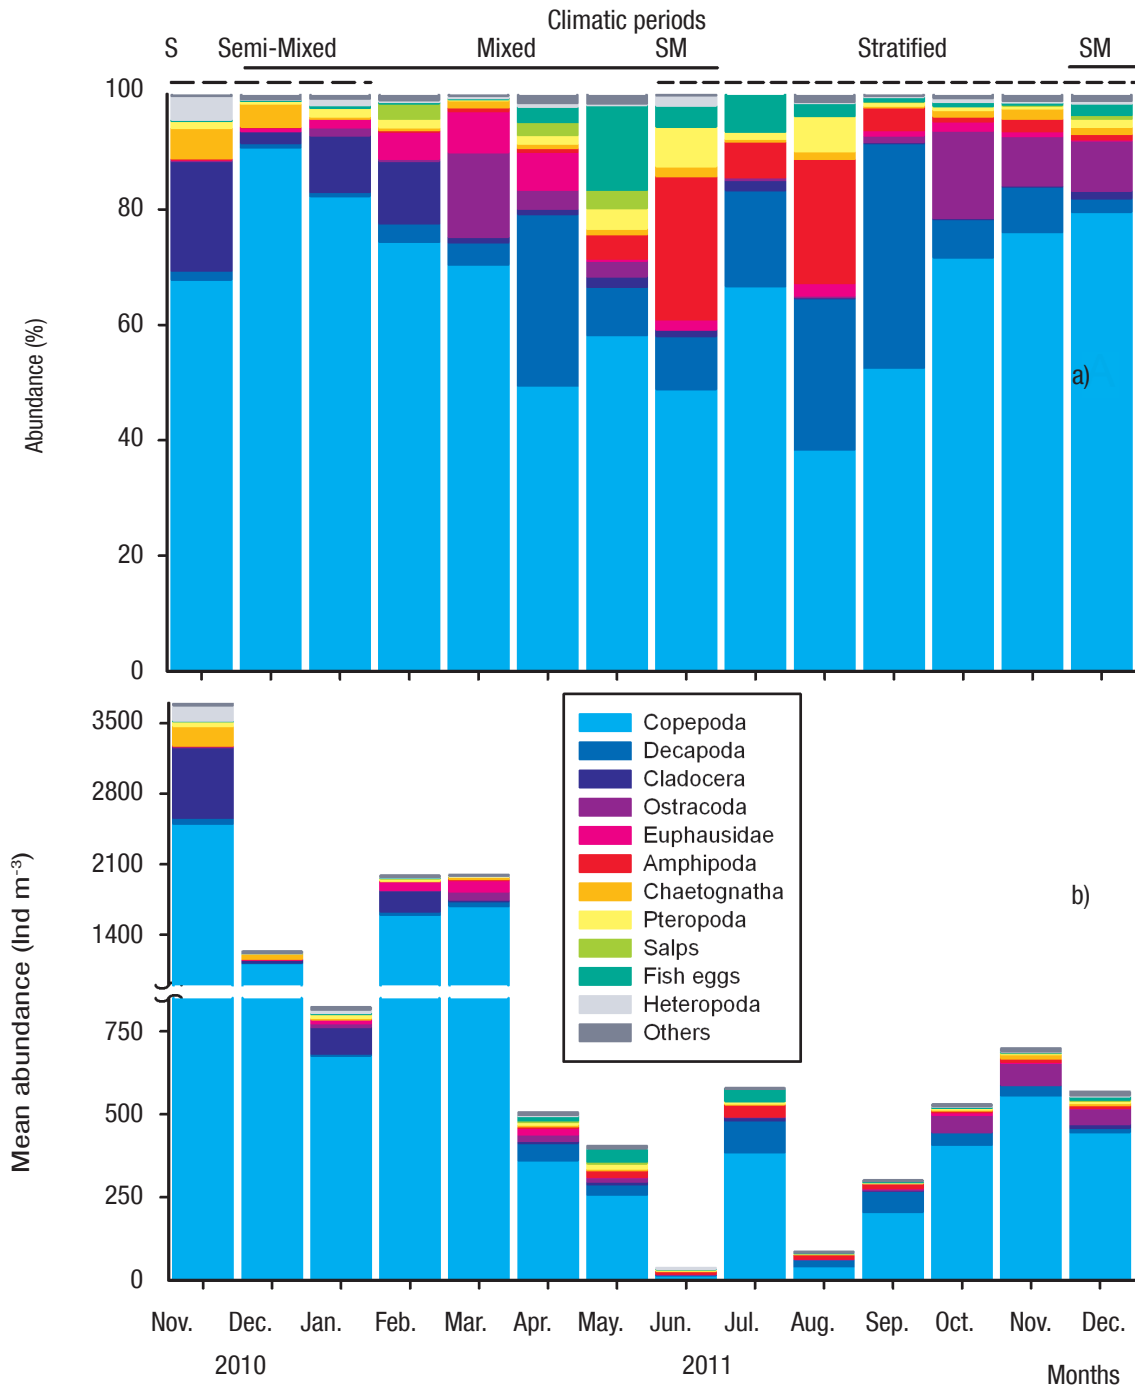 Climatic periods
S Semi-Mixed Mixed SM Stratified SM
100
80
60
40
20
0
Abundance (%)
a)
3500
2800
2100
1400
750
500
250
0
Mean abundance (Ind m⁻³)
Copepoda
Decapoda
Cladocera
Ostracoda
Euphausidae
Amphipoda
Chaetognatha
Pteropoda
Salps
Fish eggs
Heteropoda
Others
b)
Nov. Dec. Jan. Feb. Mar. Apr. May. Jun. Jul. Aug. Sep. Oct. Nov. Dec.
2010 2011
Months